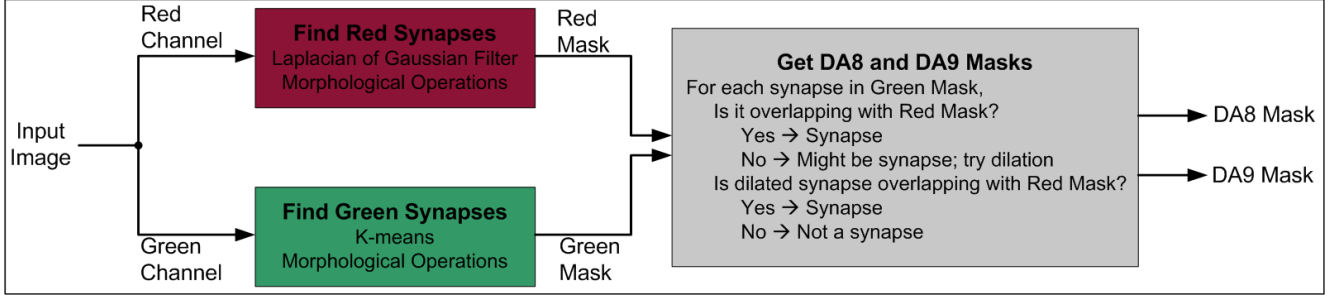 Input
Image
Red
Channel
Find Red Synapses
Laplacian of Gaussian Filter
Morphological Operations
Red
Mask
Green
Channel
Find Green Synapses
K-means
Morphological Operations
Green
Mask
Get DA8 and DA9 Masks
For each synapse in Green Mask,
Is it overlapping with Red Mask?
Yes → Synapse
No → Might be synapse; try dilation
Is dilated synapse overlapping with Red Mask?
Yes → Synapse
No → Not a synapse
DA8 Mask
DA9 Mask